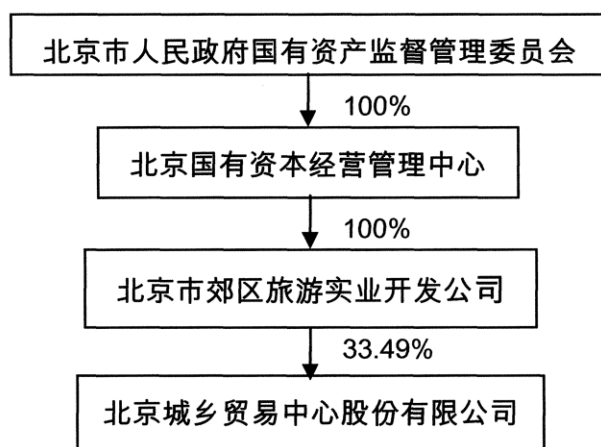 北京市人民政府国有资产监督管理委员会
100%
北京国有资本经营管理中心
100%
北京市郊区旅游实业开发公司
33.49%
北京城乡贸易中心股份有限公司